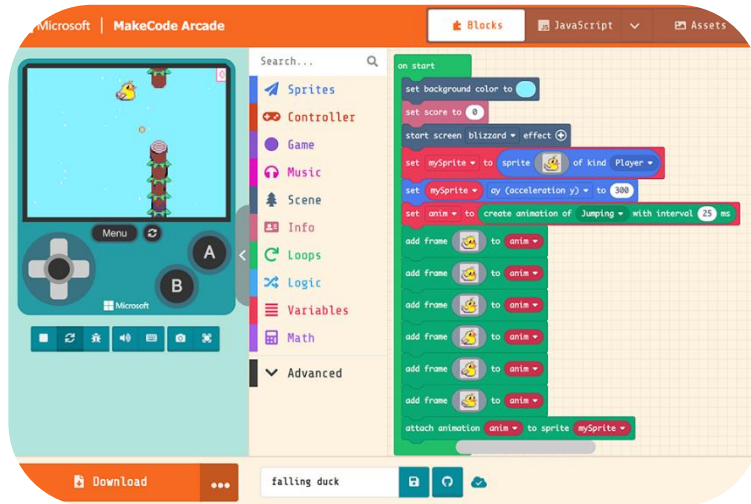 Microsoft | MakeCode Arcade
Blocks
JavaScript
Assets
Menu
A
B
Microsoft
Search...
Sprites
Controller
Game
Music
Scene
Info
Loops
Logic
Variables
Math
Advanced
on start
set background color to
set score to 0
start screen blizzard effect
set mySprite to sprite of kind Player
set mySprite ay (acceleration y) to 300
set anim to create animation of Jumping with interval 25 ms
add frame to anim
add frame to anim
add frame to anim
add frame to anim
add frame to anim
add frame to anim
attach animation anim to sprite mySprite
Download
falling duck